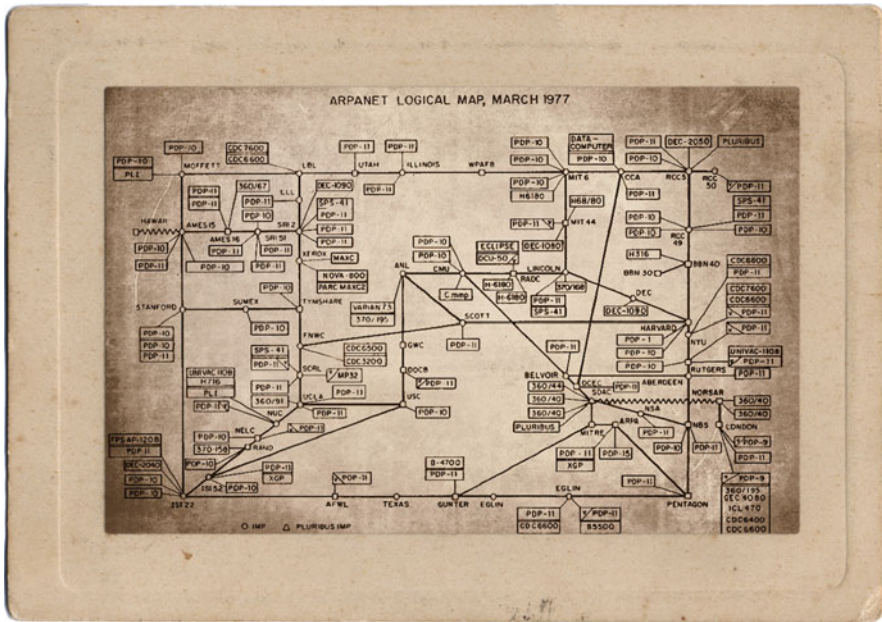 ARPANET LOGICAL MAP, MARCH 1977
PDP-10
CDC7600
CDC6600
PDP-11
PDP-11
PDP-10
DATA-
COMPUTER
PDP-10
PDP-11
PDP-10
DEC-2050
PLURIBUS
PDP-10
PLI
MOFFETT
LBL
UTAH
ILLINOIS
WPAFB
MIT 6
CCA
RCC5
RCC
50
PDP-11
PDP-10
PDP-10
H6180
PDP-11
SPS-41
PDP-11
PDP-11
PDP-11
PDP-11
360/67
LLL
PDP-11
PDP-10
DEC-1090
SPS-41
PDP-11
PDP-11
PDP-11
PDP-11
H68/80
MIT 44
DEC-1080
PDP-11
PDP-10
PDP-10
RCC
49
HAWAII
AMES15
AMES16
SRI 51
SRI 2
PDP-10
PDP-11
PDP-10
PDP-11
PDP-11
XEROX
MAXC
NOVA-800
PARC MAXC2
PDP-10
PDP-10
CMU
C.mmp
ECLIPSE
DCU-50
RADC
H-6180
H-6180
LINCOLN
370/168
PDP-11
SPS-41
H316
BBN 30
BBN 40
CDC6600
PDP-11
CDC7600
CDC6600
PDP-11
PDP-11
ANL
VARIAN 73
370/195
DEC
DEC-1090
STANFORD
SUMEX
TYMSHARE
PDP-10
PDP-10
PDP-10
PDP-10
PDP-11
SCOTT
PDP-11
HARVARD
PDP-1
PDP-10
PDP-10
NYU
FNWC
CDC6500
CDC3200
GWC
DOCB
PDP-11
USC
PDP-10
SPS-41
PDP-11
SCRL
MP32
PDP-11
PDP-11
360/91
UCLA
PDP-11
PDP-11
UNIVAC 1108
H716
PLI
PDP-11
NUC
NELC
RAND
PDP-10
370-158
PDP-10
BELVOIR
PDP-11
DCEC
PDP-11
ABERDEEN
RUTGERS
UNIVAC-1108
PDP-11
PDP-11
360/44
360/40
360/40
PLURIBUS
SDAC
NORSAR
360/40
360/40
NSA
PDP-11
MITRE
PDP-11
XGP
ARPA
PDP-15
NBS
PDP-10
PDP-11
LONDON
PDP-9
PDP-11
PDP-9
360/195
GEC 4080
ICL 470
CDC6400
CDC6600
FPS AP-120B
PDP 11
DEC-2040
PDP-10
PDP-10
ISI 22
ISI 52
PDP-10
PDP-11
XGP
PDP-11
AFWL
TEXAS
B-4700
PDP-11
GUNTER
EGLIN
EGLIN
PDP-11
CDC6600
PDP-11
B5500
PDP-11
PENTAGON
IMP
PLURIBUS IMP